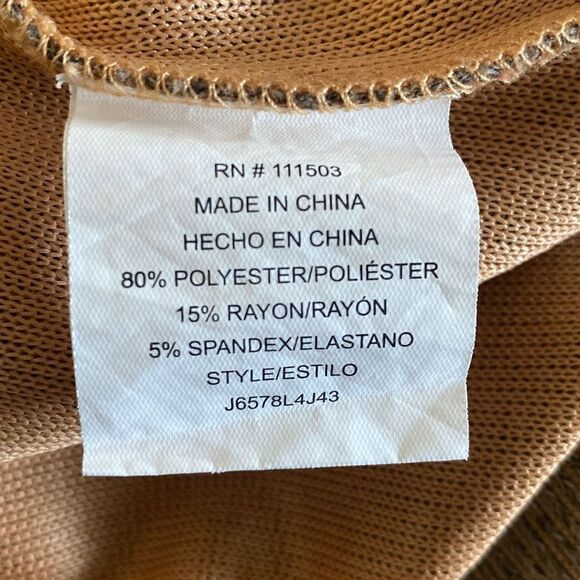 RN # 111503
MADE IN CHINA
HECHO EN CHINA
80% POLYESTER/POLIÉSTER
15% RAYON/RAYÓN
5% SPANDEX/ELASTANO
STYLE/ESTILO
J6578L4J43